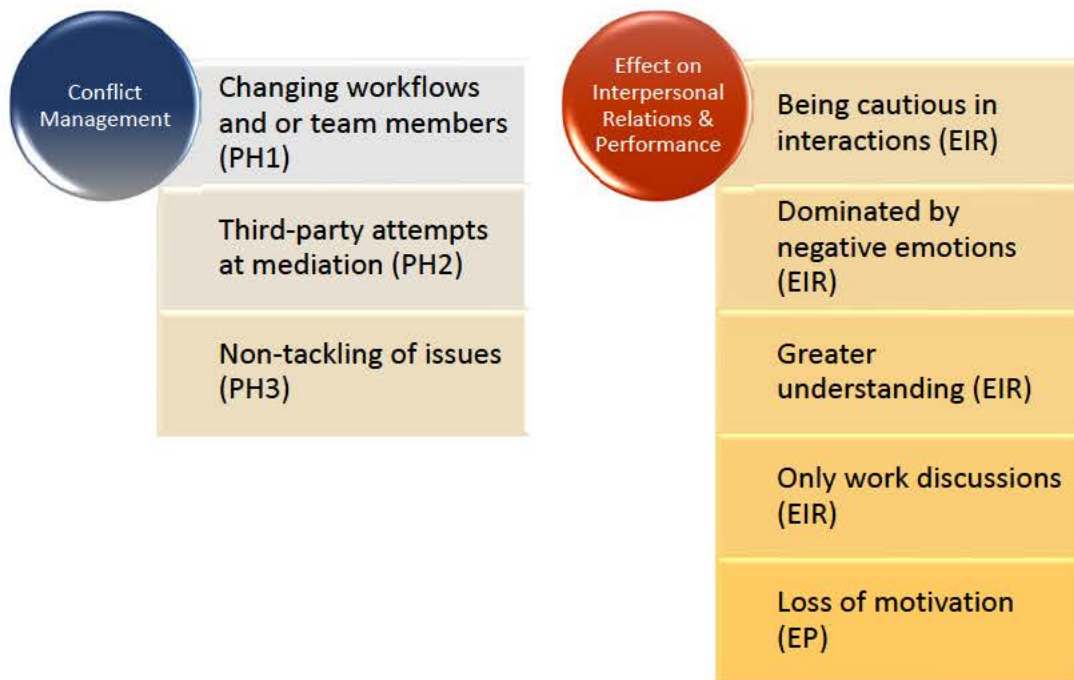 Conflict
Management
Changing workflows
and or team members
(PH1)
Third-party attempts
at mediation (PH2)
Non-tackling of issues
(PH3)
Effect on
Interpersonal
Relations &
Performance
Being cautious in
interactions (EIR)
Dominated by
negative emotions
(EIR)
Greater
understanding (EIR)
Only work discussions
(EIR)
Loss of motivation
(EP)